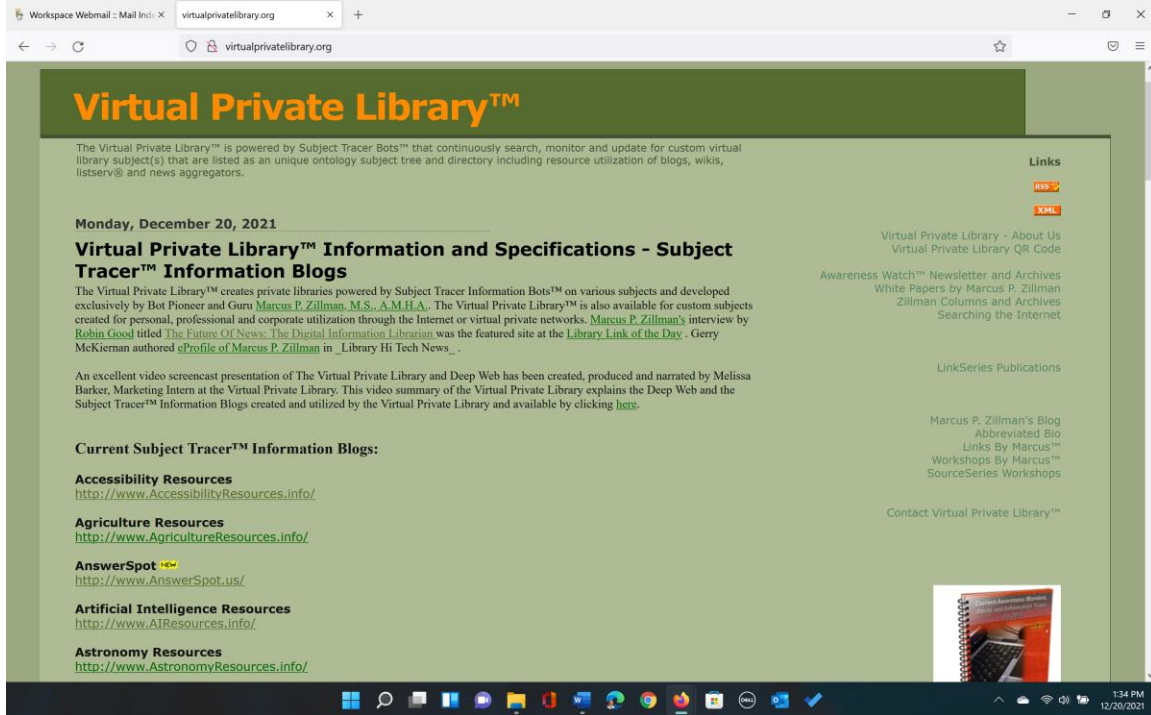 Workspace Webmail :: Mail Inde
virtualprivatelibrary.org
virtualprivatelibrary.org
Virtual Private Library™
The Virtual Private Library™ is powered by Subject Tracer Bots™ that continuously search, monitor and update for custom virtual
library subject(s) that are listed as an unique ontology subject tree and directory including resource utilization of blogs, wikis,
listserv® and news aggregators.
Monday, December 20, 2021
Virtual Private Library™ Information and Specifications - Subject
Tracer™ Information Blogs
The Virtual Private Library™ creates private libraries powered by Subject Tracer Information Bots™ on various subjects and developed
exclusively by Bot Pioneer and Guru Marcus P. Zillman, M.S., A.M.H.A.. The Virtual Private Library™ is also available for custom subjects
created for personal, professional and corporate utilization through the Internet or virtual private networks. Marcus P. Zillman's interview by
Robin Good titled The Future Of News: The Digital Information Librarian was the featured site at the Library Link of the Day . Gerry
McKiernan authored eProfile of Marcus P. Zillman in _Library Hi Tech News_ .
An excellent video screencast presentation of The Virtual Private Library and Deep Web has been created, produced and narrated by Melissa
Barker, Marketing Intern at the Virtual Private Library. This video summary of the Virtual Private Library explains the Deep Web and the
Subject Tracer™ Information Blogs created and utilized by the Virtual Private Library and available by clicking here.
Current Subject Tracer™ Information Blogs:
Accessibility Resources
http://www.AccessibilityResources.info/
Agriculture Resources
http://www.AgricultureResources.info/
AnswerSpot NEW
http://www.AnswerSpot.us/
Artificial Intelligence Resources
http://www.AIResources.info/
Astronomy Resources
http://www.AstronomyResources.info/
Links
RSS
XML
Virtual Private Library - About Us
Virtual Private Library QR Code
Awareness Watch™ Newsletter and Archives
White Papers by Marcus P. Zillman
Zillman Columns and Archives
Searching the Internet
LinkSeries Publications
Marcus P. Zillman's Blog
Abbreviated Bio
Links By Marcus™
Workshops By Marcus™
SourceSeries Workshops
Contact Virtual Private Library™
DELL
1:34 PM
12/20/2021